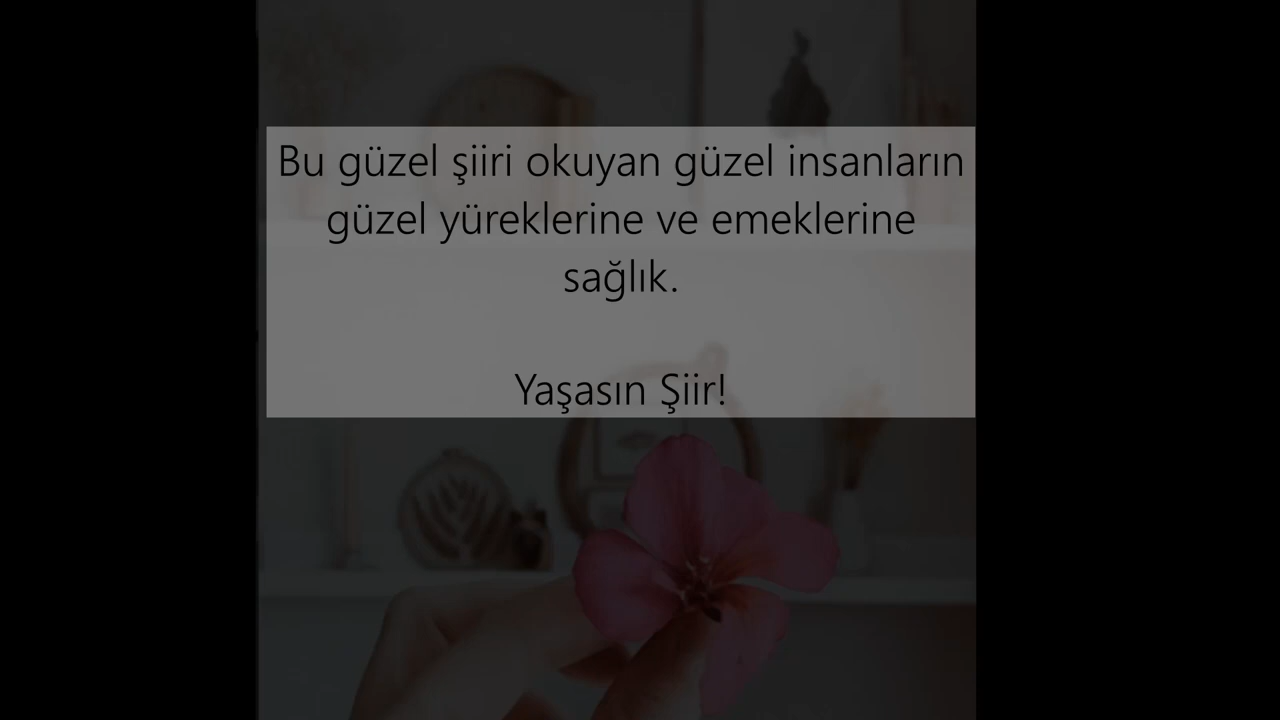 Bu güzel şiiri okuyan güzel insanların
güzel yüreklerine ve emeklerine
sağlık.
Yaşasın Şiir!